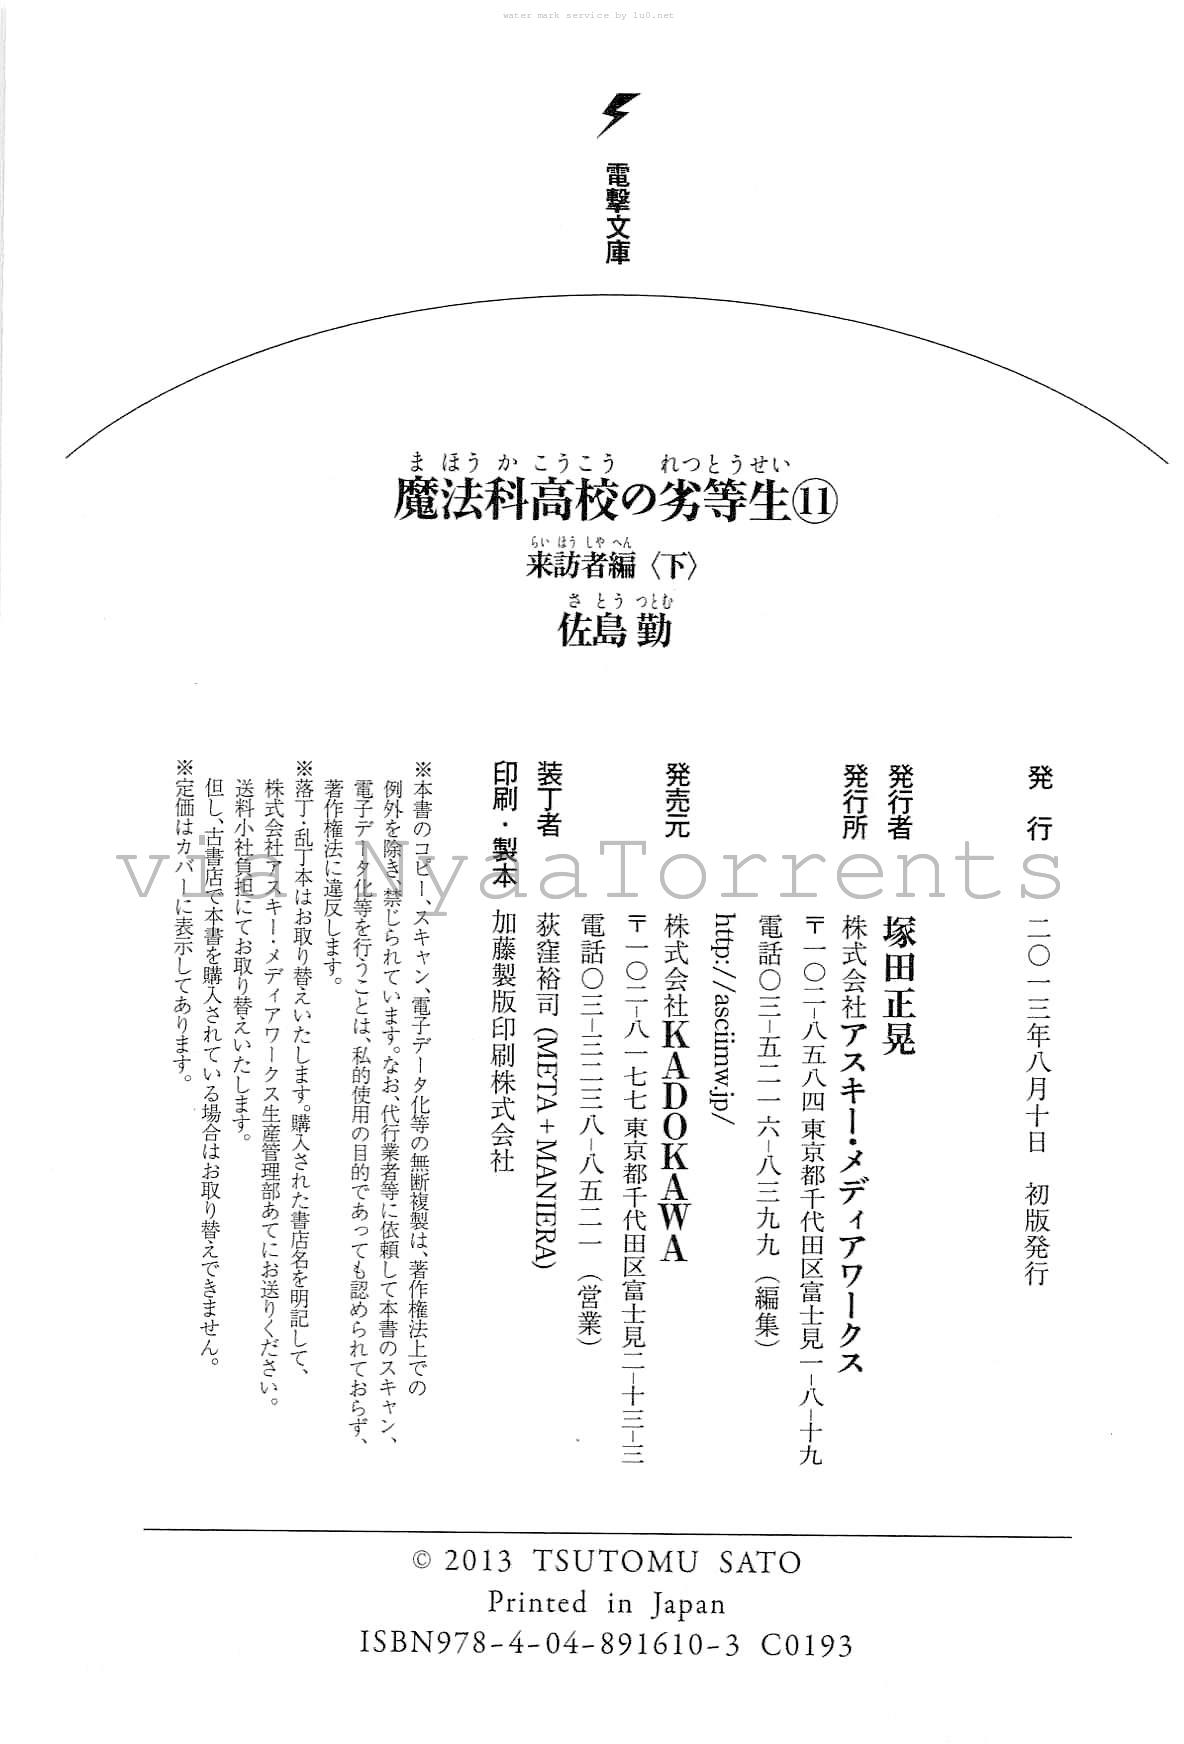 water mark service by 1u0.net
電撃文庫
まほうかこうこう れつとうせい
魔法科高校の劣等生⑪
らいほうしゃへん
来訪者編〈下〉
さとう つとむ
佐島 勤
発行 二〇一三年八月十日 初版発行
発行者 塚田正晃
発行所 株式会社アスキー・メディアワークス
〒一〇二-八五八四 東京都千代田区富士見一-八-十九
電話〇三-五二一六-八三九九（編集）
http://asciimw.jp/
発売元 株式会社KADOKAWA
〒一〇二-八一七七 東京都千代田区富士見二-十三-三
電話〇三-三二三八-八五二一（営業）
装丁者 荻窪裕司 (META + MANIERA)
印刷・製本 加藤製版印刷株式会社
※本書のコピー、スキャン、電子データ化等の無断複製は、著作権法上での
例外を除き、禁じられています。なお、代行業者等に依頼して本書のスキャン、
電子データ化等を行うことは、私的使用の目的であっても認められておらず、
著作権法に違反します。
※落丁・乱丁本はお取り替えいたします。購入された書店名を明記して、
株式会社アスキー・メディアワークス生産管理部あてにお送りください。
送料小社負担にてお取り替えいたします。
但し、古書店で本書を購入されている場合はお取り替えできません。
※定価はカバーに表示してあります。
via NyaaTorrents
© 2013 TSUTOMU SATO
Printed in Japan
ISBN978-4-04-891610-3 C0193